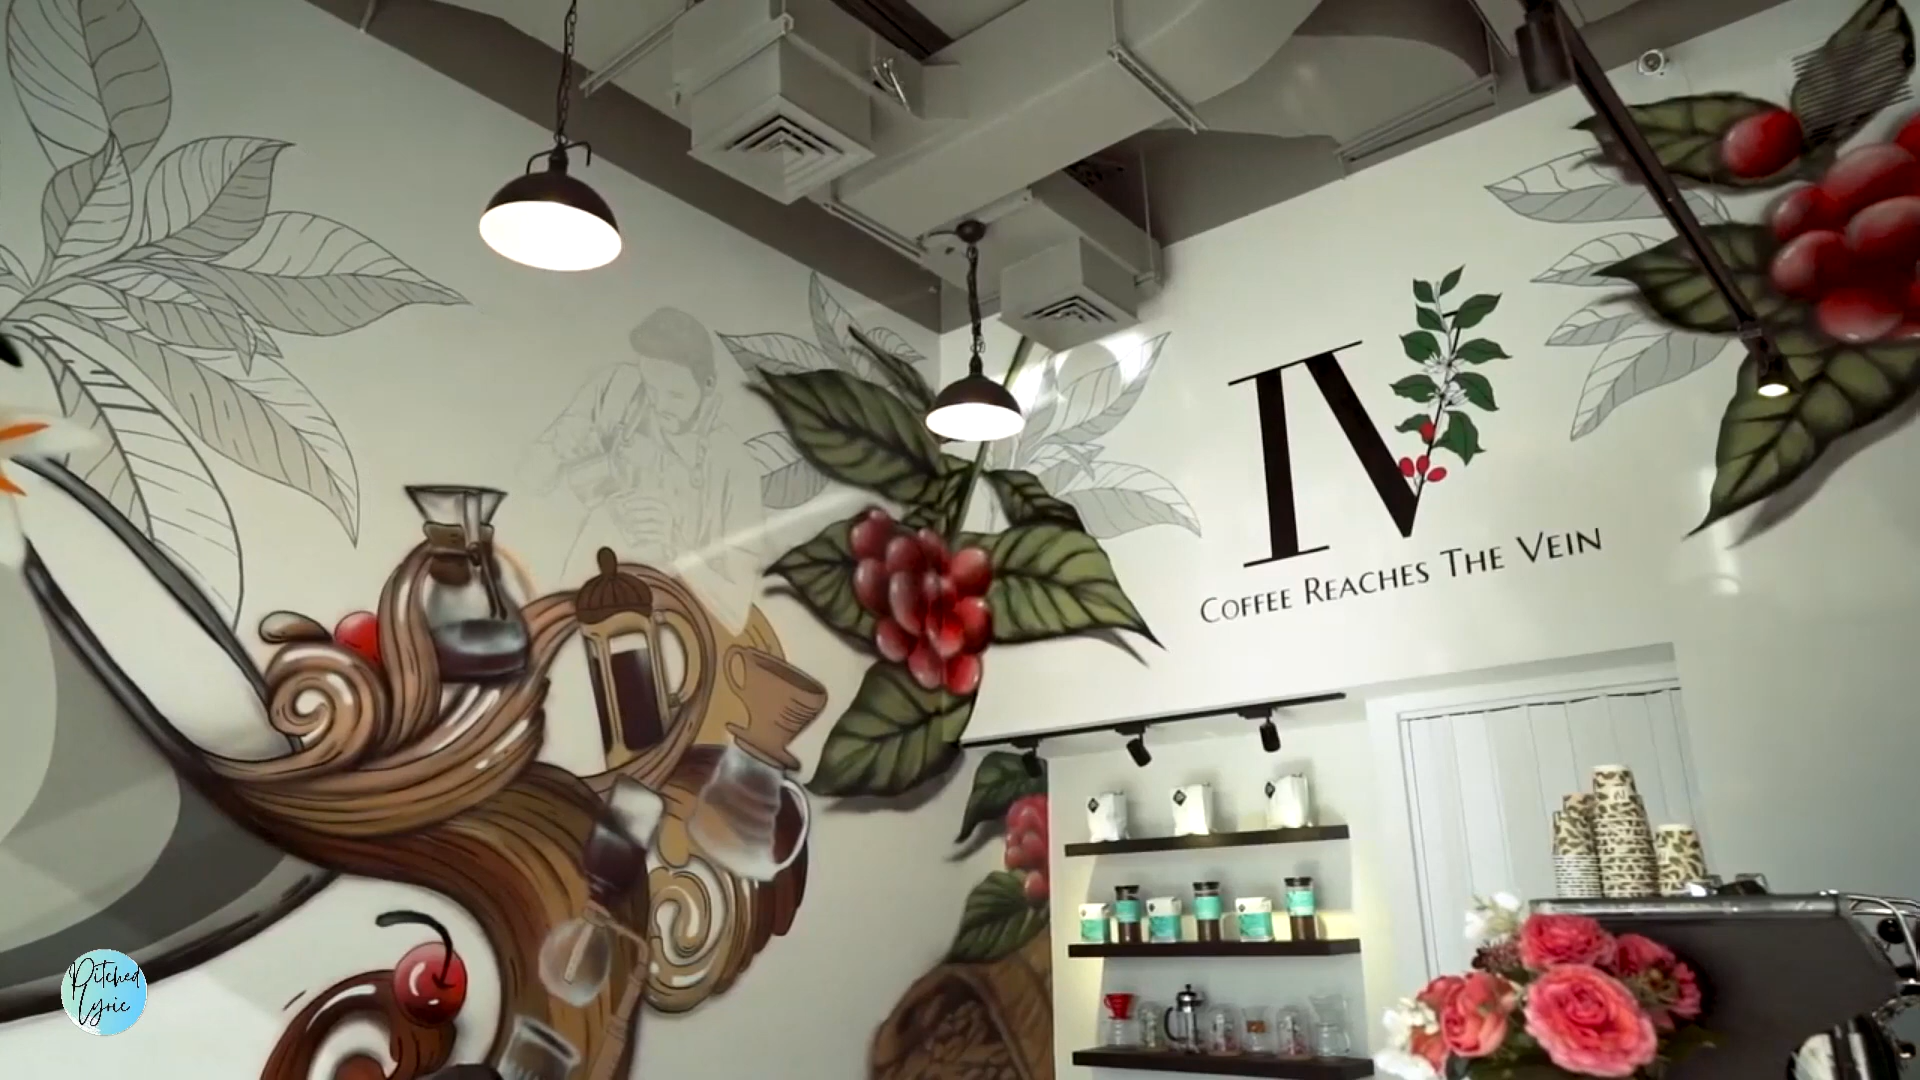 IV
Coffee Reaches The Vein
Pitched
Lyric